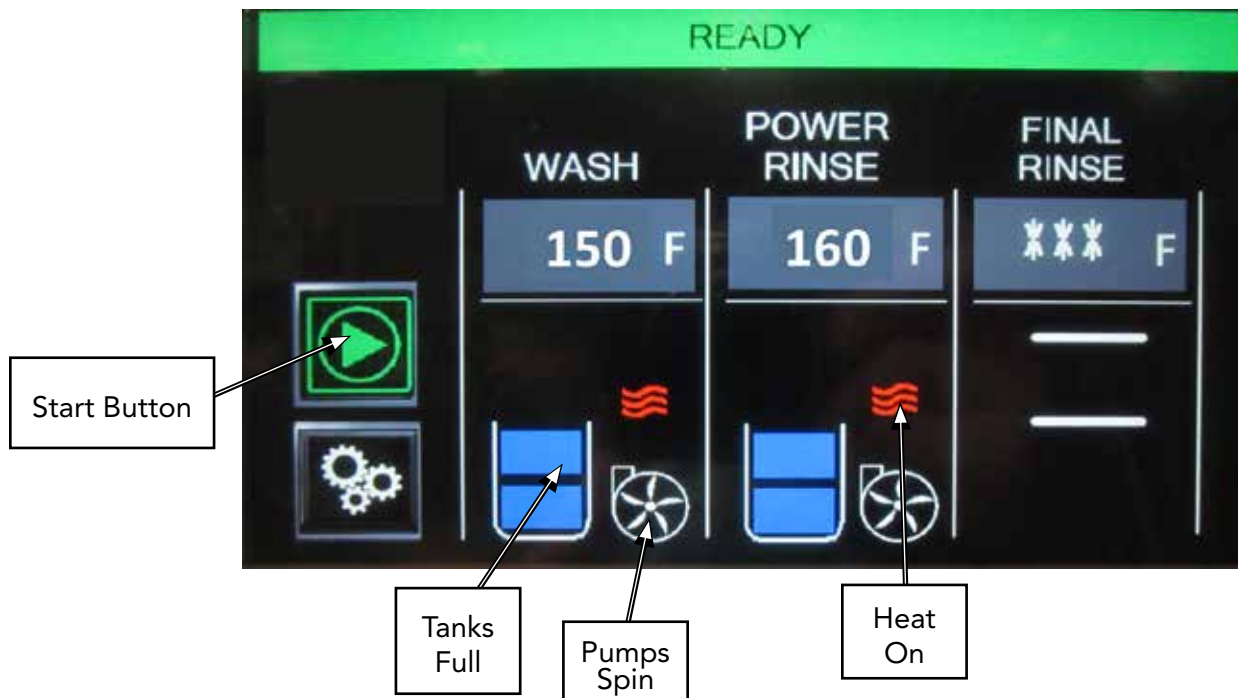 READY
WASH
POWER
RINSE
FINAL
RINSE
150 F
160 F
*** F
Start Button
Tanks
Full
Pumps
Spin
Heat
On